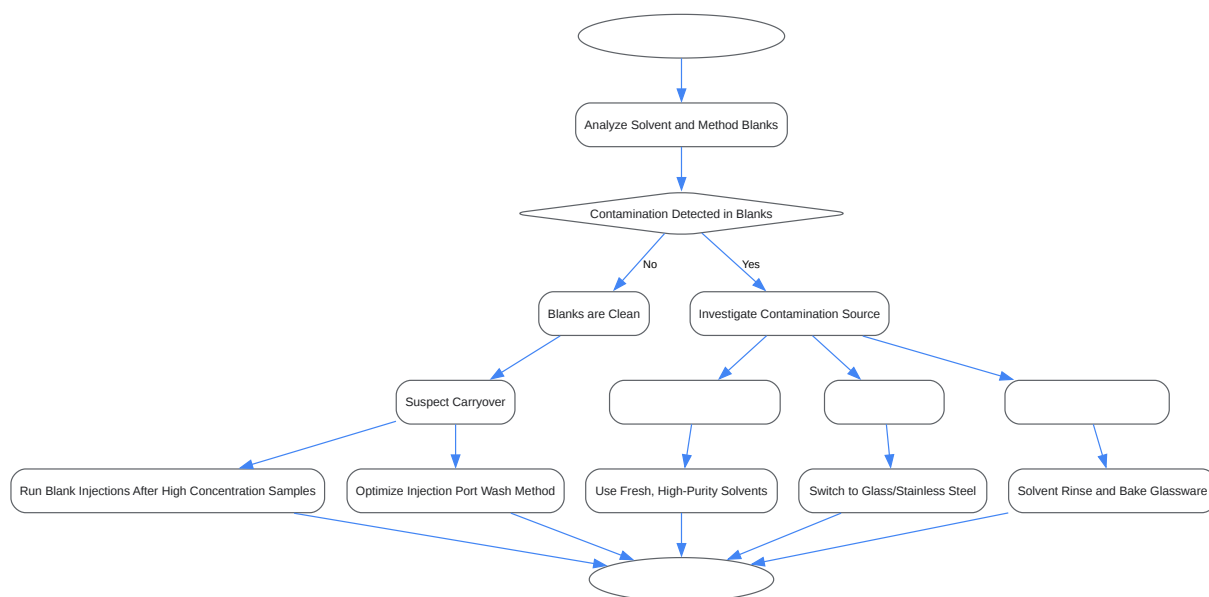 Analyze Solvent and Method Blanks
Contamination Detected in Blanks
No
Yes
Blanks are Clean
Investigate Contamination Source
Suspect Carryover
Run Blank Injections After High Concentration Samples
Optimize Injection Port Wash Method
Use Fresh, High-Purity Solvents
Switch to Glass/Stainless Steel
Solvent Rinse and Bake Glassware